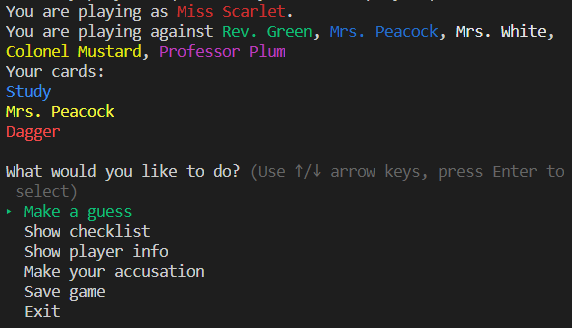 You are playing as Miss Scarlet.
You are playing against Rev. Green, Mrs. Peacock, Mrs. White,
Colonel Mustard, Professor Plum
Your cards:
Study
Mrs. Peacock
Dagger
What would you like to do? (Use ↑/↓ arrow keys, press Enter to
select)
‣ Make a guess
Show checklist
Show player info
Make your accusation
Save game
Exit